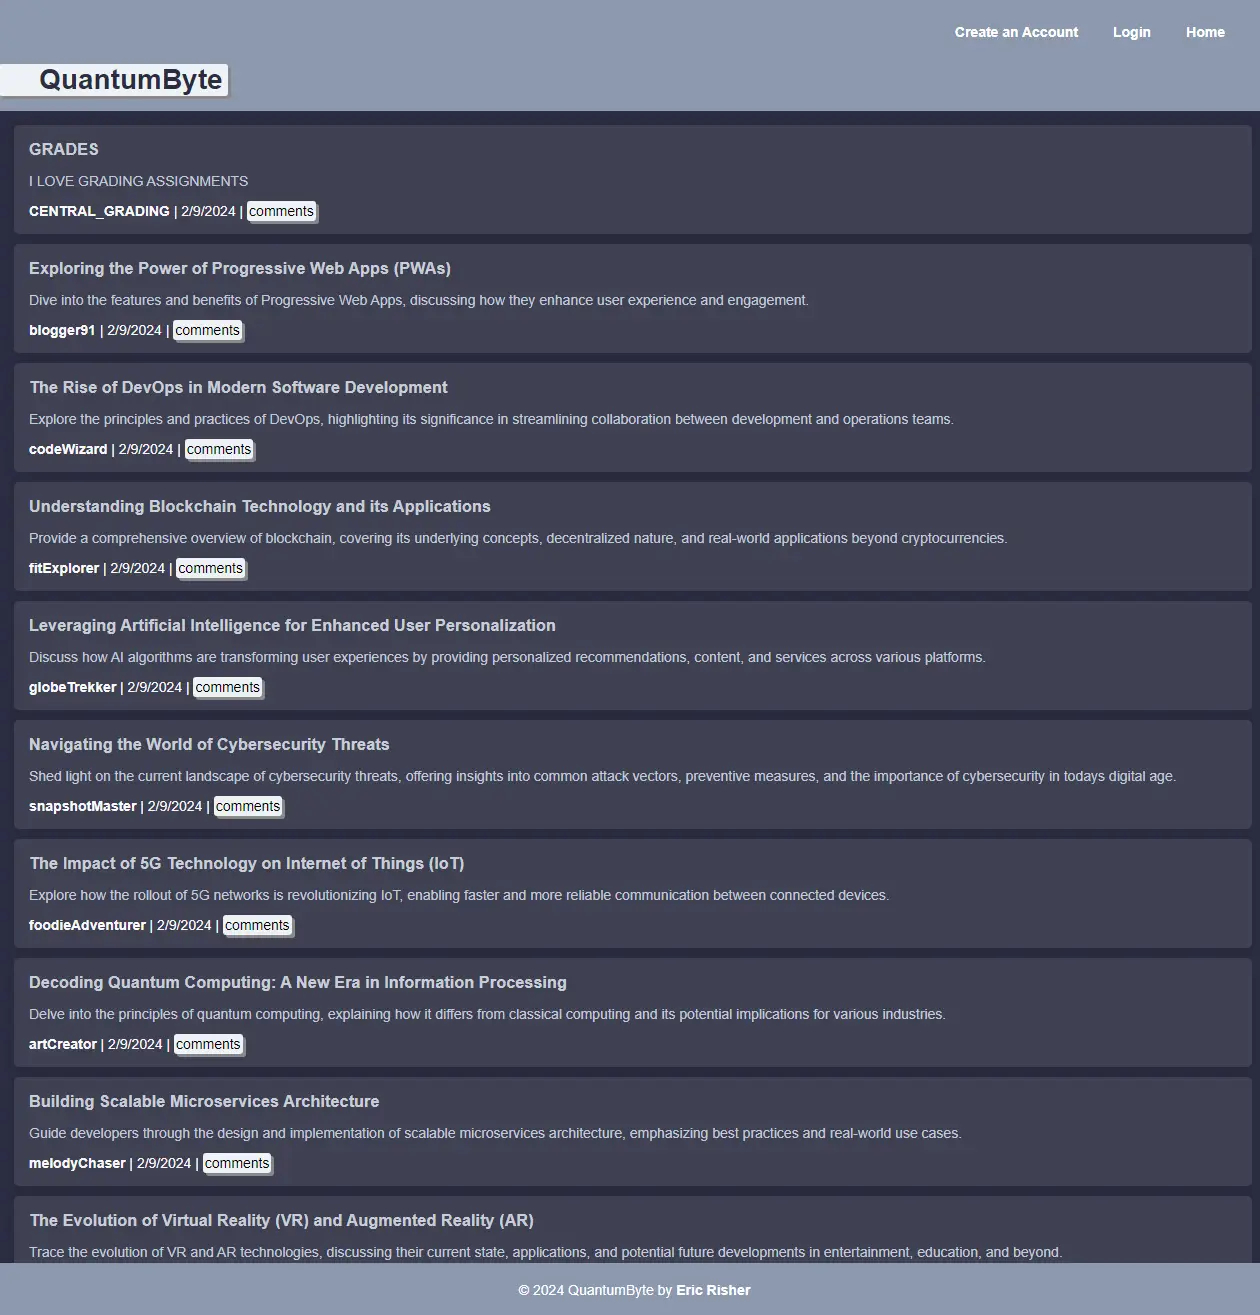 Create an Account Login Home
QuantumByte
GRADES
I LOVE GRADING ASSIGNMENTS
CENTRAL_GRADING | 2/9/2024 | comments
Exploring the Power of Progressive Web Apps (PWAs)
Dive into the features and benefits of Progressive Web Apps, discussing how they enhance user experience and engagement.
blogger91 | 2/9/2024 | comments
The Rise of DevOps in Modern Software Development
Explore the principles and practices of DevOps, highlighting its significance in streamlining collaboration between development and operations teams.
codeWizard | 2/9/2024 | comments
Understanding Blockchain Technology and its Applications
Provide a comprehensive overview of blockchain, covering its underlying concepts, decentralized nature, and real-world applications beyond cryptocurrencies.
fitExplorer | 2/9/2024 | comments
Leveraging Artificial Intelligence for Enhanced User Personalization
Discuss how AI algorithms are transforming user experiences by providing personalized recommendations, content, and services across various platforms.
globeTrekker | 2/9/2024 | comments
Navigating the World of Cybersecurity Threats
Shed light on the current landscape of cybersecurity threats, offering insights into common attack vectors, preventive measures, and the importance of cybersecurity in todays digital age.
snapshotMaster | 2/9/2024 | comments
The Impact of 5G Technology on Internet of Things (IoT)
Explore how the rollout of 5G networks is revolutionizing IoT, enabling faster and more reliable communication between connected devices.
foodieAdventurer | 2/9/2024 | comments
Decoding Quantum Computing: A New Era in Information Processing
Delve into the principles of quantum computing, explaining how it differs from classical computing and its potential implications for various industries.
artCreator | 2/9/2024 | comments
Building Scalable Microservices Architecture
Guide developers through the design and implementation of scalable microservices architecture, emphasizing best practices and real-world use cases.
melodyChaser | 2/9/2024 | comments
The Evolution of Virtual Reality (VR) and Augmented Reality (AR)
Trace the evolution of VR and AR technologies, discussing their current state, applications, and potential future developments in entertainment, education, and beyond.
© 2024 QuantumByte by Eric Risher